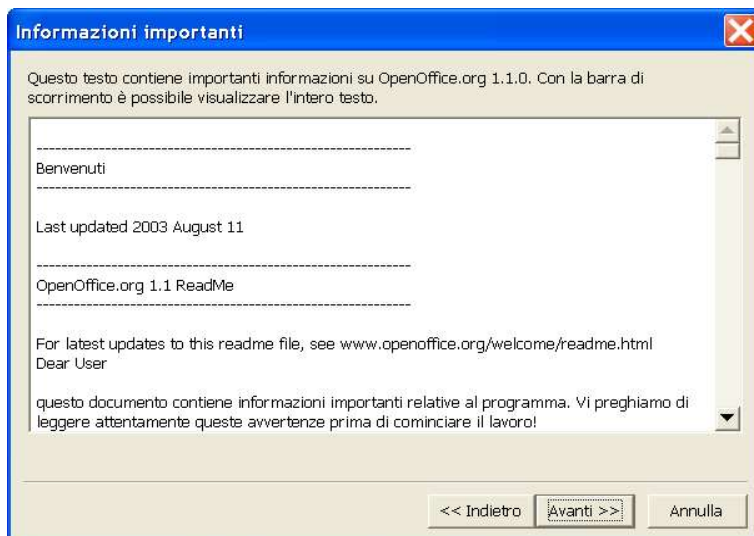 Informazioni importanti
Questo testo contiene importanti informazioni su OpenOffice.org 1.1.0. Con la barra di
scorrimento è possibile visualizzare l'intero testo.
------------------------------------------------------------
Benvenuti
------------------------------------------------------------
Last updated 2003 August 11
------------------------------------------------------------
OpenOffice.org 1.1 ReadMe
------------------------------------------------------------
For latest updates to this readme file, see www.openoffice.org/welcome/readme.html
Dear User
questo documento contiene informazioni importanti relative al programma. Vi preghiamo di
leggere attentamente queste avvertenze prima di cominciare il lavoro!
<< Indietro Avanti >> Annulla